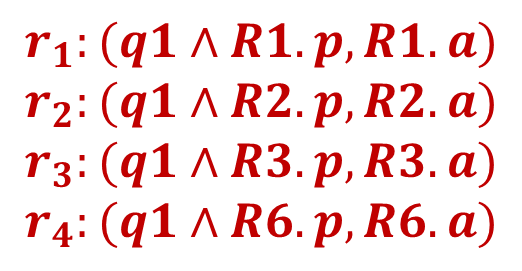 r₁: (q1 ∧ R1. p, R1. a)
r₂: (q1 ∧ R2. p, R2. a)
r₃: (q1 ∧ R3. p, R3. a)
r₄: (q1 ∧ R6. p, R6. a)